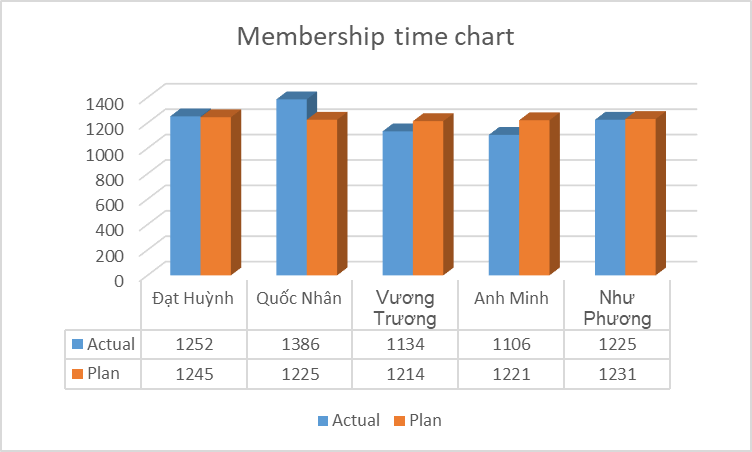 Membership time chart
1400
1200
1000
800
600
400
200
0
Đạt Huỳnh Quốc Nhân Vương Trương Anh Minh Như Phương
Actual 1252 1386 1134 1106 1225
Plan 1245 1225 1214 1221 1231
Actual Plan